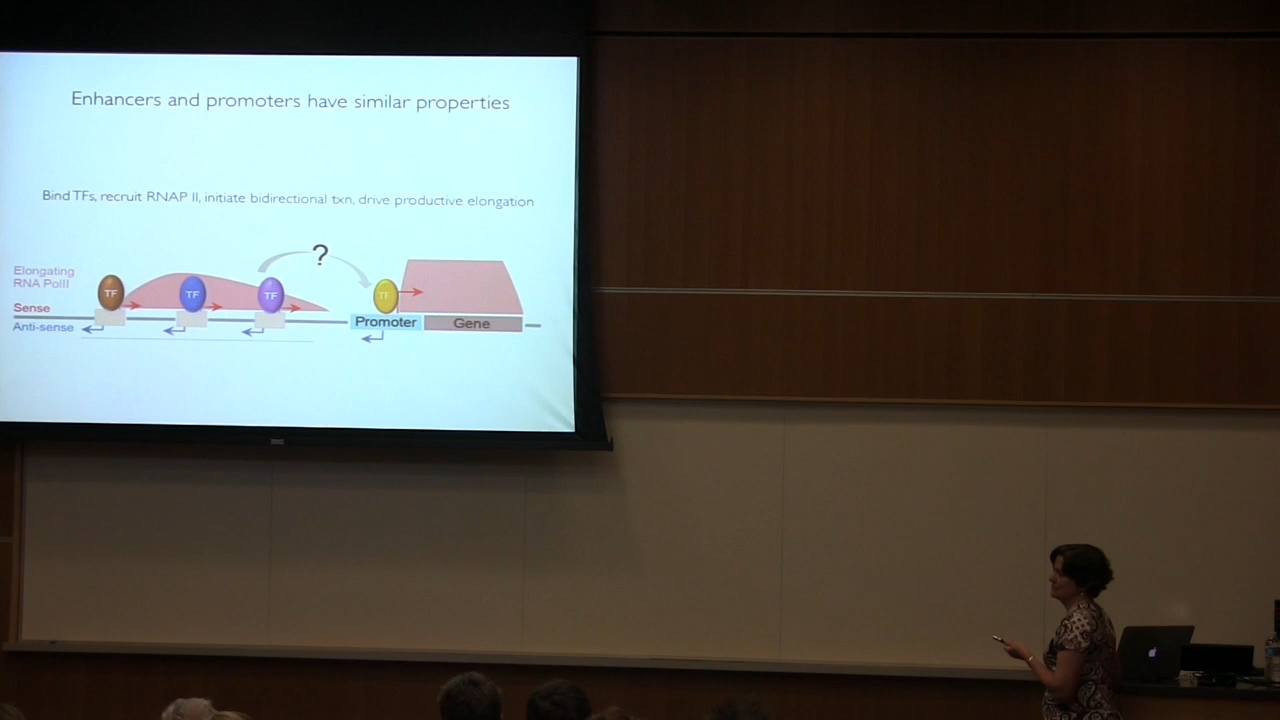 Enhancers and promoters have similar properties
Bind TFs, recruit RNAP II, initiate bidirectional txn, drive productive elongation
?
Elongating
RNA PolII
TF
TF
TF
TF
Sense
Anti-sense
Promoter
Gene